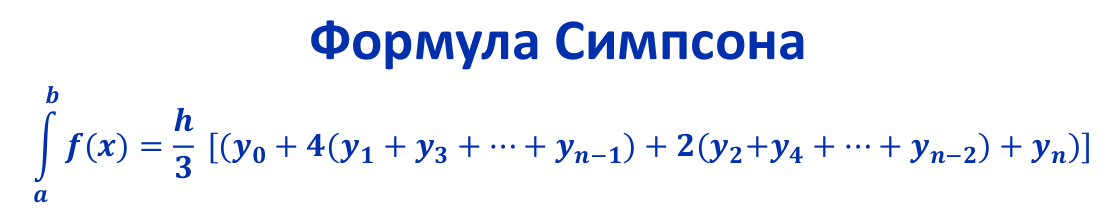 Формула Симпсона
∫ₐᵇ f(x) = h/3 [(y₀ + 4(y₁ + y₃ + ⋯ + yₙ₋₁) + 2(y₂+y₄ + ⋯ + yₙ₋₂) + yₙ)]